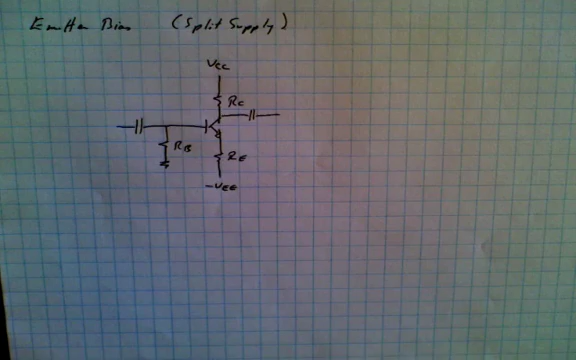 Emitter Bias (Split Supply)
VCC
RC
RB
RE
-VEE